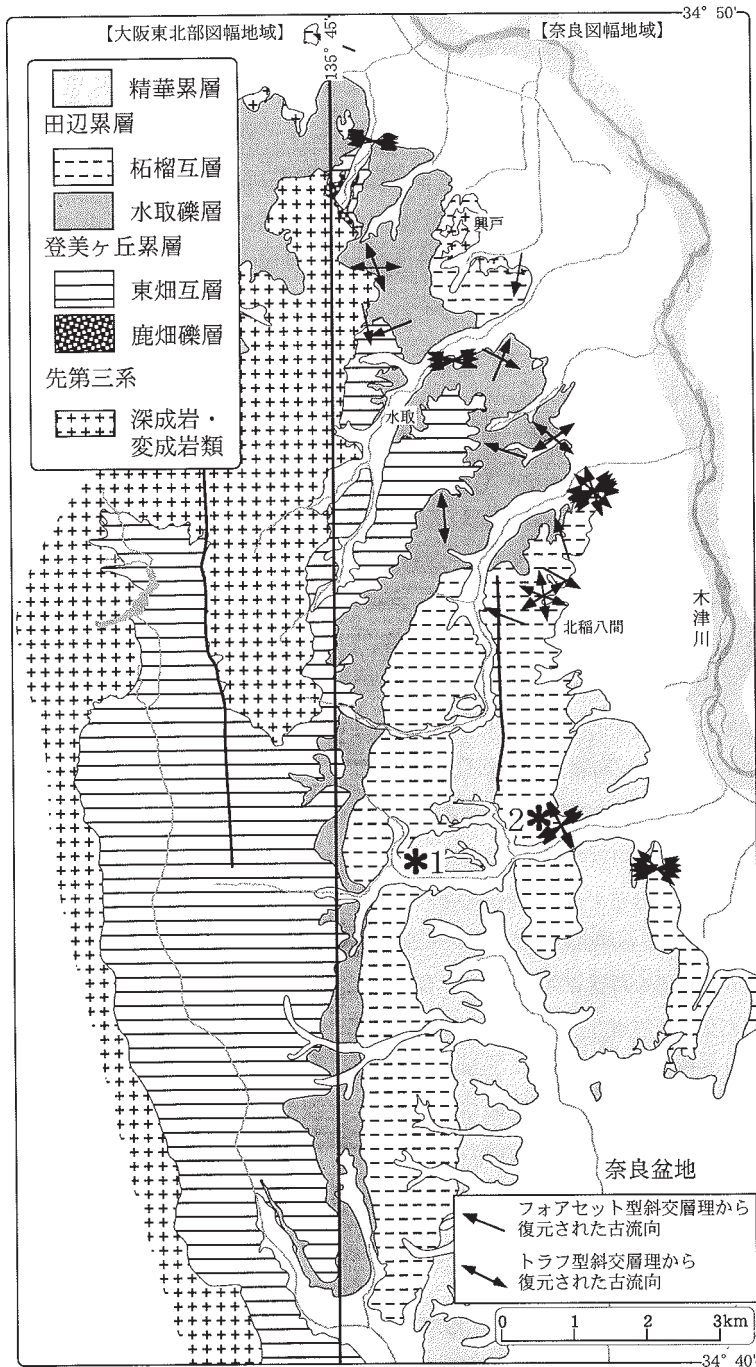 34° 50'
【大阪東北部図幅地域】
135° 45'
【奈良図幅地域】
精華累層
田辺累層
柘榴互層
水取礫層
登美ヶ丘累層
東畑互層
鹿畑礫層
先第三系
深成岩・
変成岩類
興戸
水取
木津川
北稲八間
2
1
奈良盆地
フォアセット型斜交層理から
復元された古流向
トラフ型斜交層理から
復元された古流向
0 1 2 3km
34° 40'